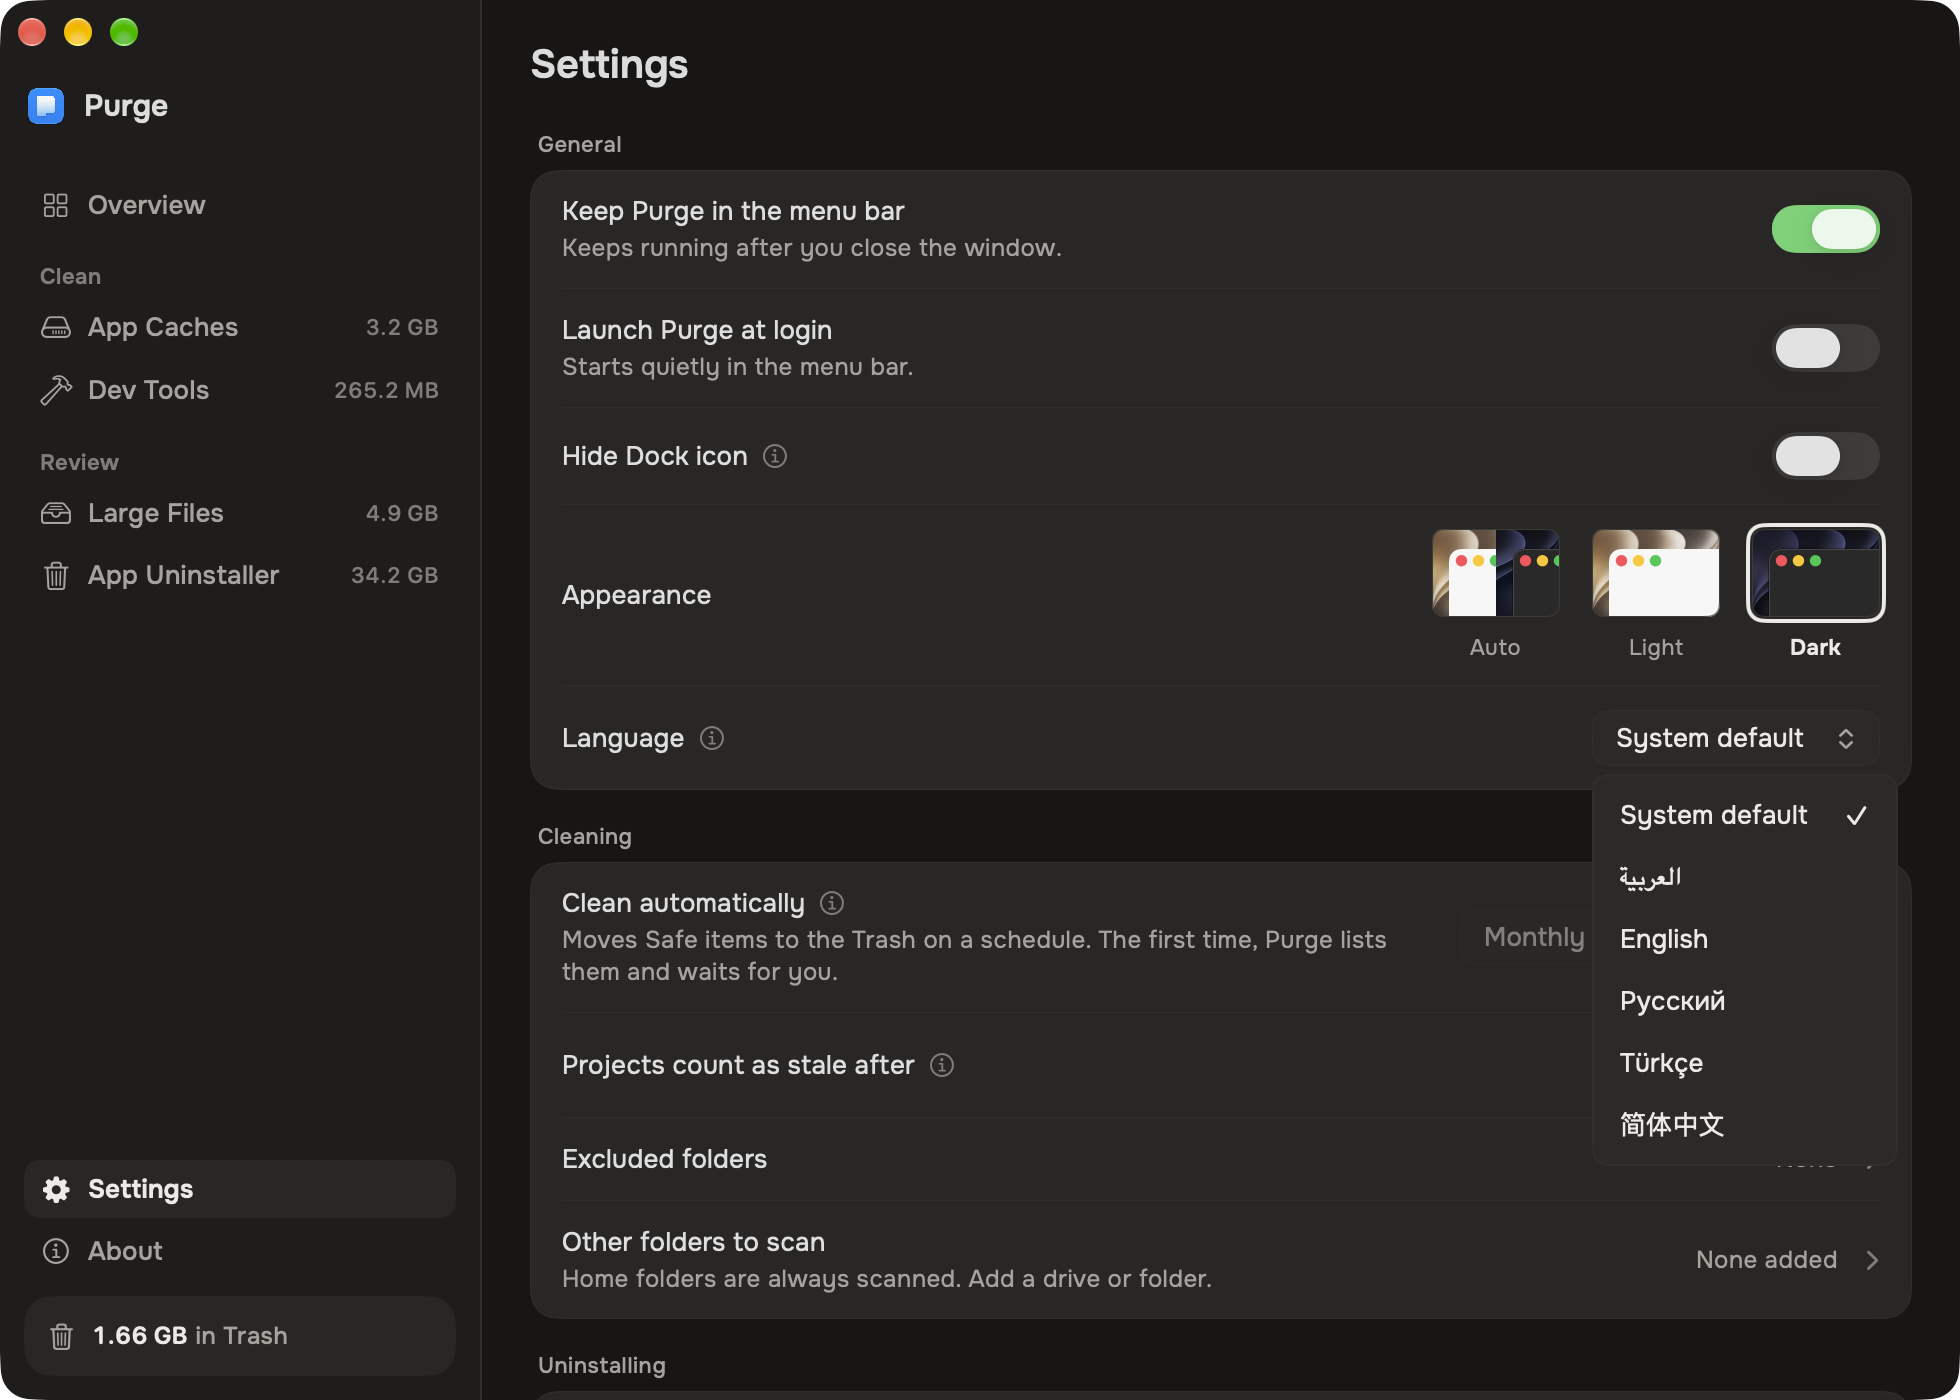 Purge
Overview
Clean
App Caches 3.2 GB
Dev Tools 265.2 MB
Review
Large Files 4.9 GB
App Uninstaller 34.2 GB
Settings
About
1.66 GB in Trash
Settings
General
Keep Purge in the menu bar
Keeps running after you close the window.
Launch Purge at login
Starts quietly in the menu bar.
Hide Dock icon
Appearance
Auto
Light
Dark
Language
System default
System default
العربية
English
Русский
Türkçe
简体中文
Cleaning
Clean automatically
Moves Safe items to the Trash on a schedule. The first time, Purge lists
them and waits for you.
Monthly
Projects count as stale after
Excluded folders
Other folders to scan
Home folders are always scanned. Add a drive or folder.
None added
Uninstalling